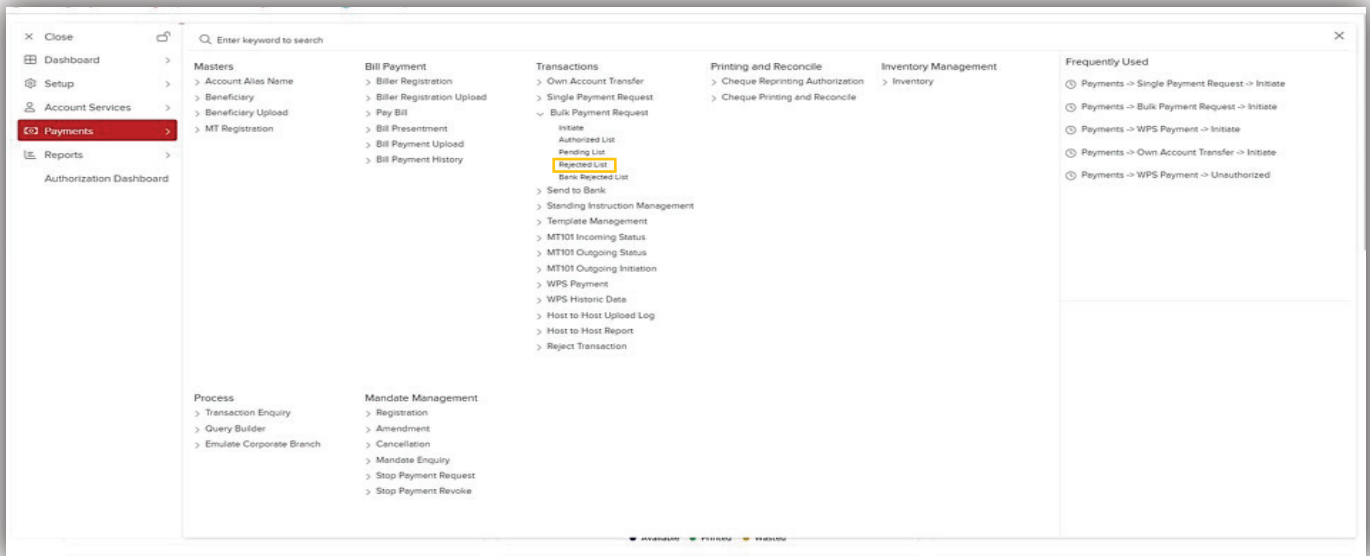 Close
Dashboard
Setup
Account Services
Payments
Reports
Authorization Dashboard
Enter keyword to search
Masters
Account Alias Name
Beneficiary
Beneficiary Upload
MT Registration
Bill Payment
Biller Registration
Biller Registration Upload
Pay Bill
Bill Presentment
Bill Payment Upload
Bill Payment History
Transactions
Own Account Transfer
Single Payment Request
Bulk Payment Request
Initiate
Authorized List
Pending List
Rejected List
Bank Rejected List
Send to Bank
Standing Instruction Management
Template Management
MT101 Incoming Status
MT101 Outgoing Status
MT101 Outgoing Initiation
WPS Payment
WPS Historic Data
Host to Host Upload Log
Host to Host Report
Reject Transaction
Printing and Reconcile
Cheque Reprinting Authorization
Cheque Printing and Reconcile
Inventory Management
Inventory
Frequently Used
Payments -> Single Payment Request -> Initiate
Payments -> Bulk Payment Request -> Initiate
Payments -> WPS Payment -> Initiate
Payments -> Own Account Transfer -> Initiate
Payments -> WPS Payment -> Unauthorized
Process
Transaction Enquiry
Query Builder
Emulate Corporate Branch
Mandate Management
Registration
Amendment
Cancellation
Mandate Enquiry
Stop Payment Request
Stop Payment Revoke
Available Printed Wasted